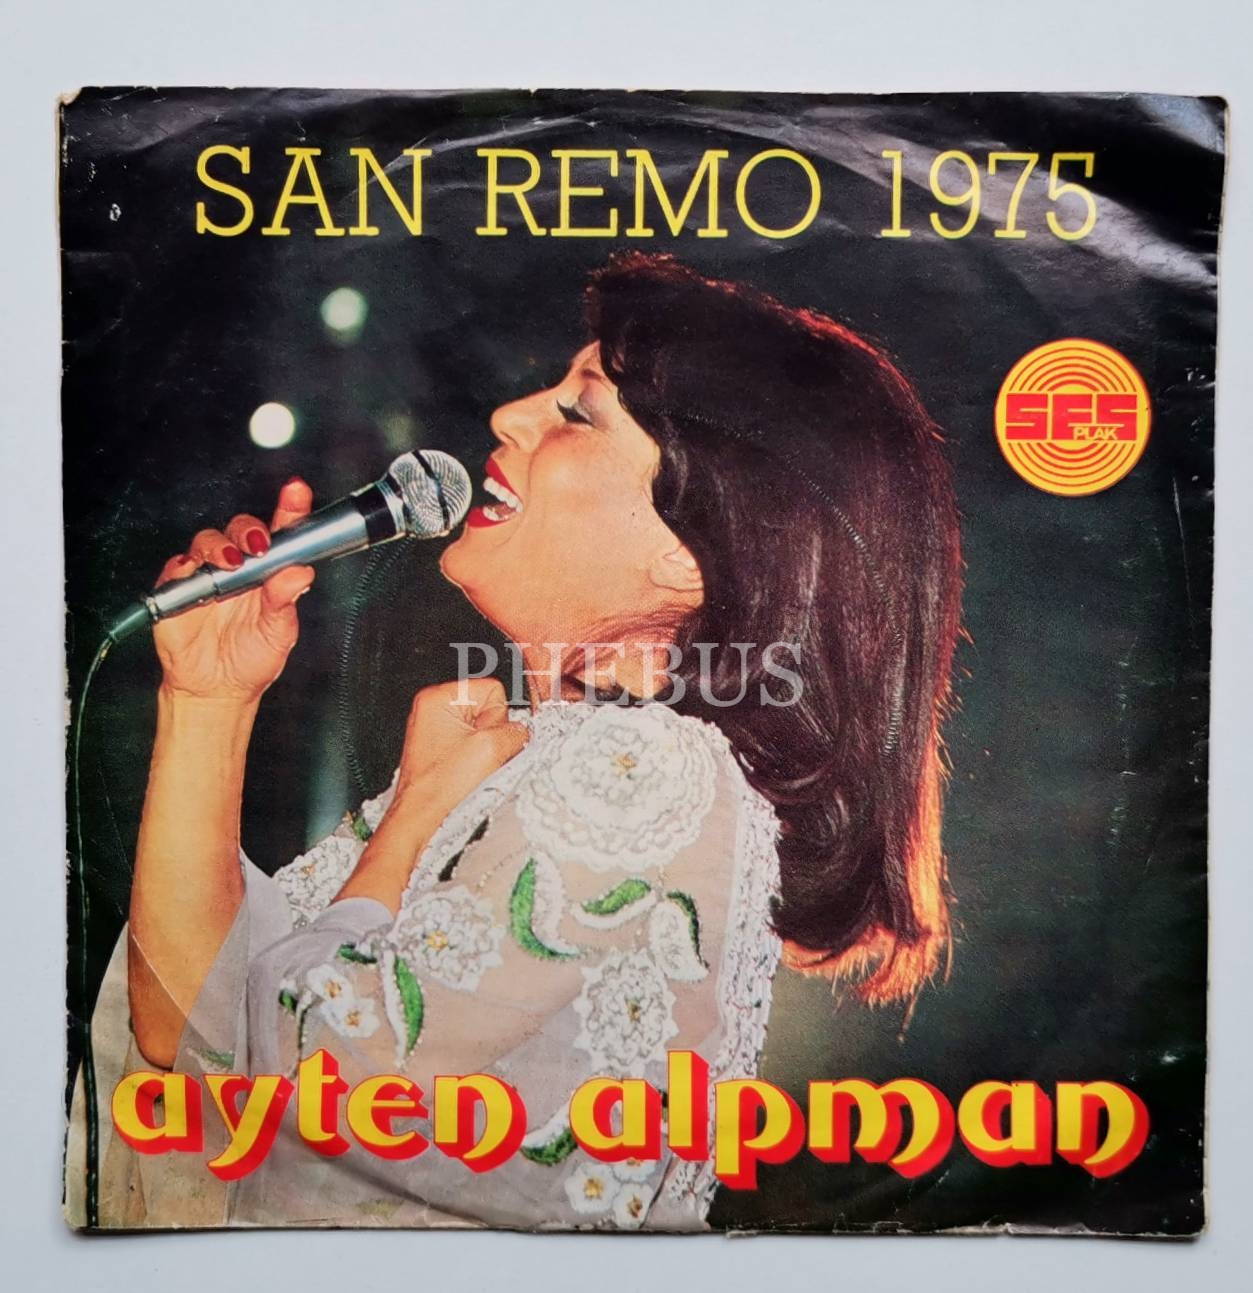 SAN REMO 1975
SES
PLAK
PHEBUS
ayten alpman